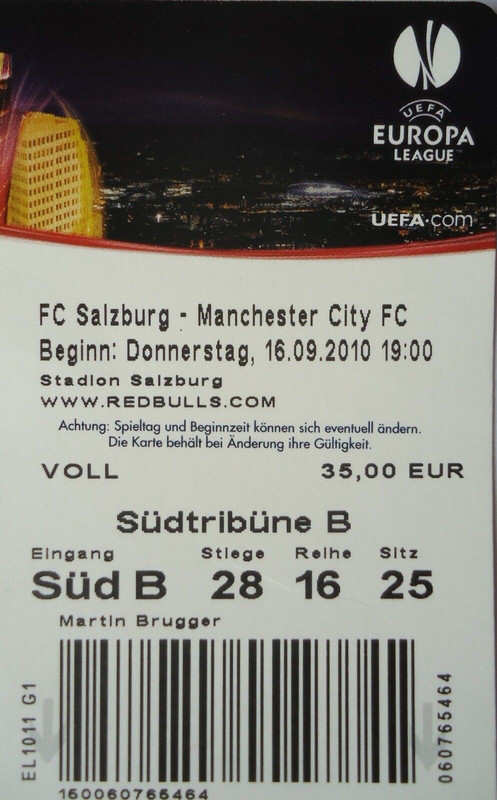 UEFA
EUROPA
LEAGUE™
UEFA.com
FC Salzburg - Manchester City FC
Beginn: Donnerstag, 16.09.2010 19:00
Stadion Salzburg
WWW.REDBULLS.COM
Achtung: Spieltag und Beginnzeit können sich eventuell ändern.
Die Karte behält bei Änderung ihre Gültigkeit.
VOLL 35,00 EUR
Südtribüne B
Eingang Stiege Reihe Sitz
Süd B 28 16 25
Martin Brugger
EL1011 G1
060765464
150060765464